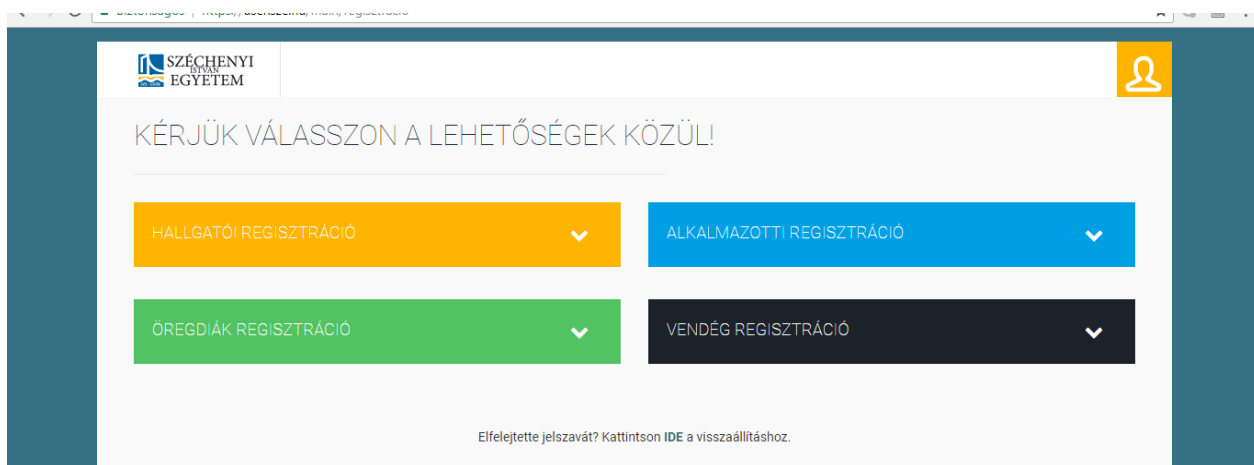 SZÉCHENYI
ISTVÁN
EGYETEM
KÉRJÜK VÁLASSZON A LEHETŐSÉGEK KÖZÜL!
HALLGATÓI REGISZTRÁCIÓ
ALKALMAZOTTI REGISZTRÁCIÓ
ÖREGDIÁK REGISZTRÁCIÓ
VENDÉG REGISZTRÁCIÓ
Elfelejtette jelszavát? Kattintson IDE a visszaállításhoz.